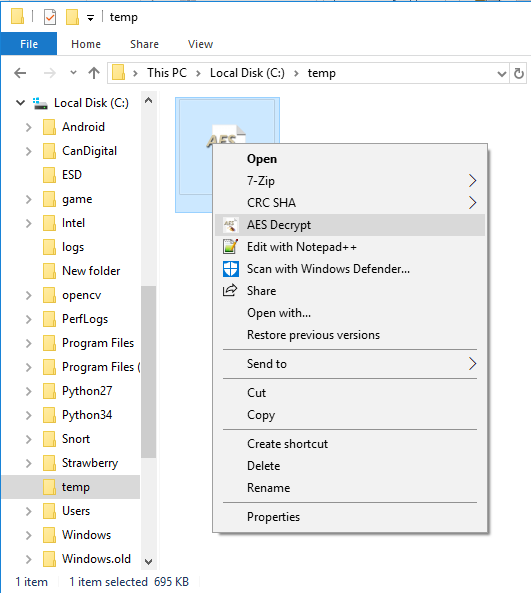 temp
File
Home
Share
View
This PC
Local Disk (C:)
temp
Local Disk (C:)
Android
CanDigital
ESD
game
Intel
logs
New folder
opencv
PerfLogs
Program Files
Program Files (
Python27
Python34
Snort
Strawberry
temp
Users
Windows
Windows.old
AES
Open
7-Zip
CRC SHA
AES Decrypt
Edit with Notepad++
Scan with Windows Defender...
Share
Open with...
Restore previous versions
Send to
Cut
Copy
Create shortcut
Delete
Rename
Properties
1 item
1 item selected 695 KB